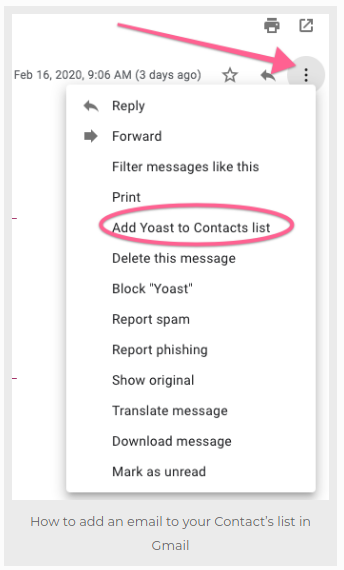 Feb 16, 2020, 9:06 AM (3 days ago)
Reply
Forward
Filter messages like this
Print
Add Yoast to Contacts list
Delete this message
Block "Yoast"
Report spam
Report phishing
Show original
Translate message
Download message
Mark as unread
How to add an email to your Contact's list in
Gmail